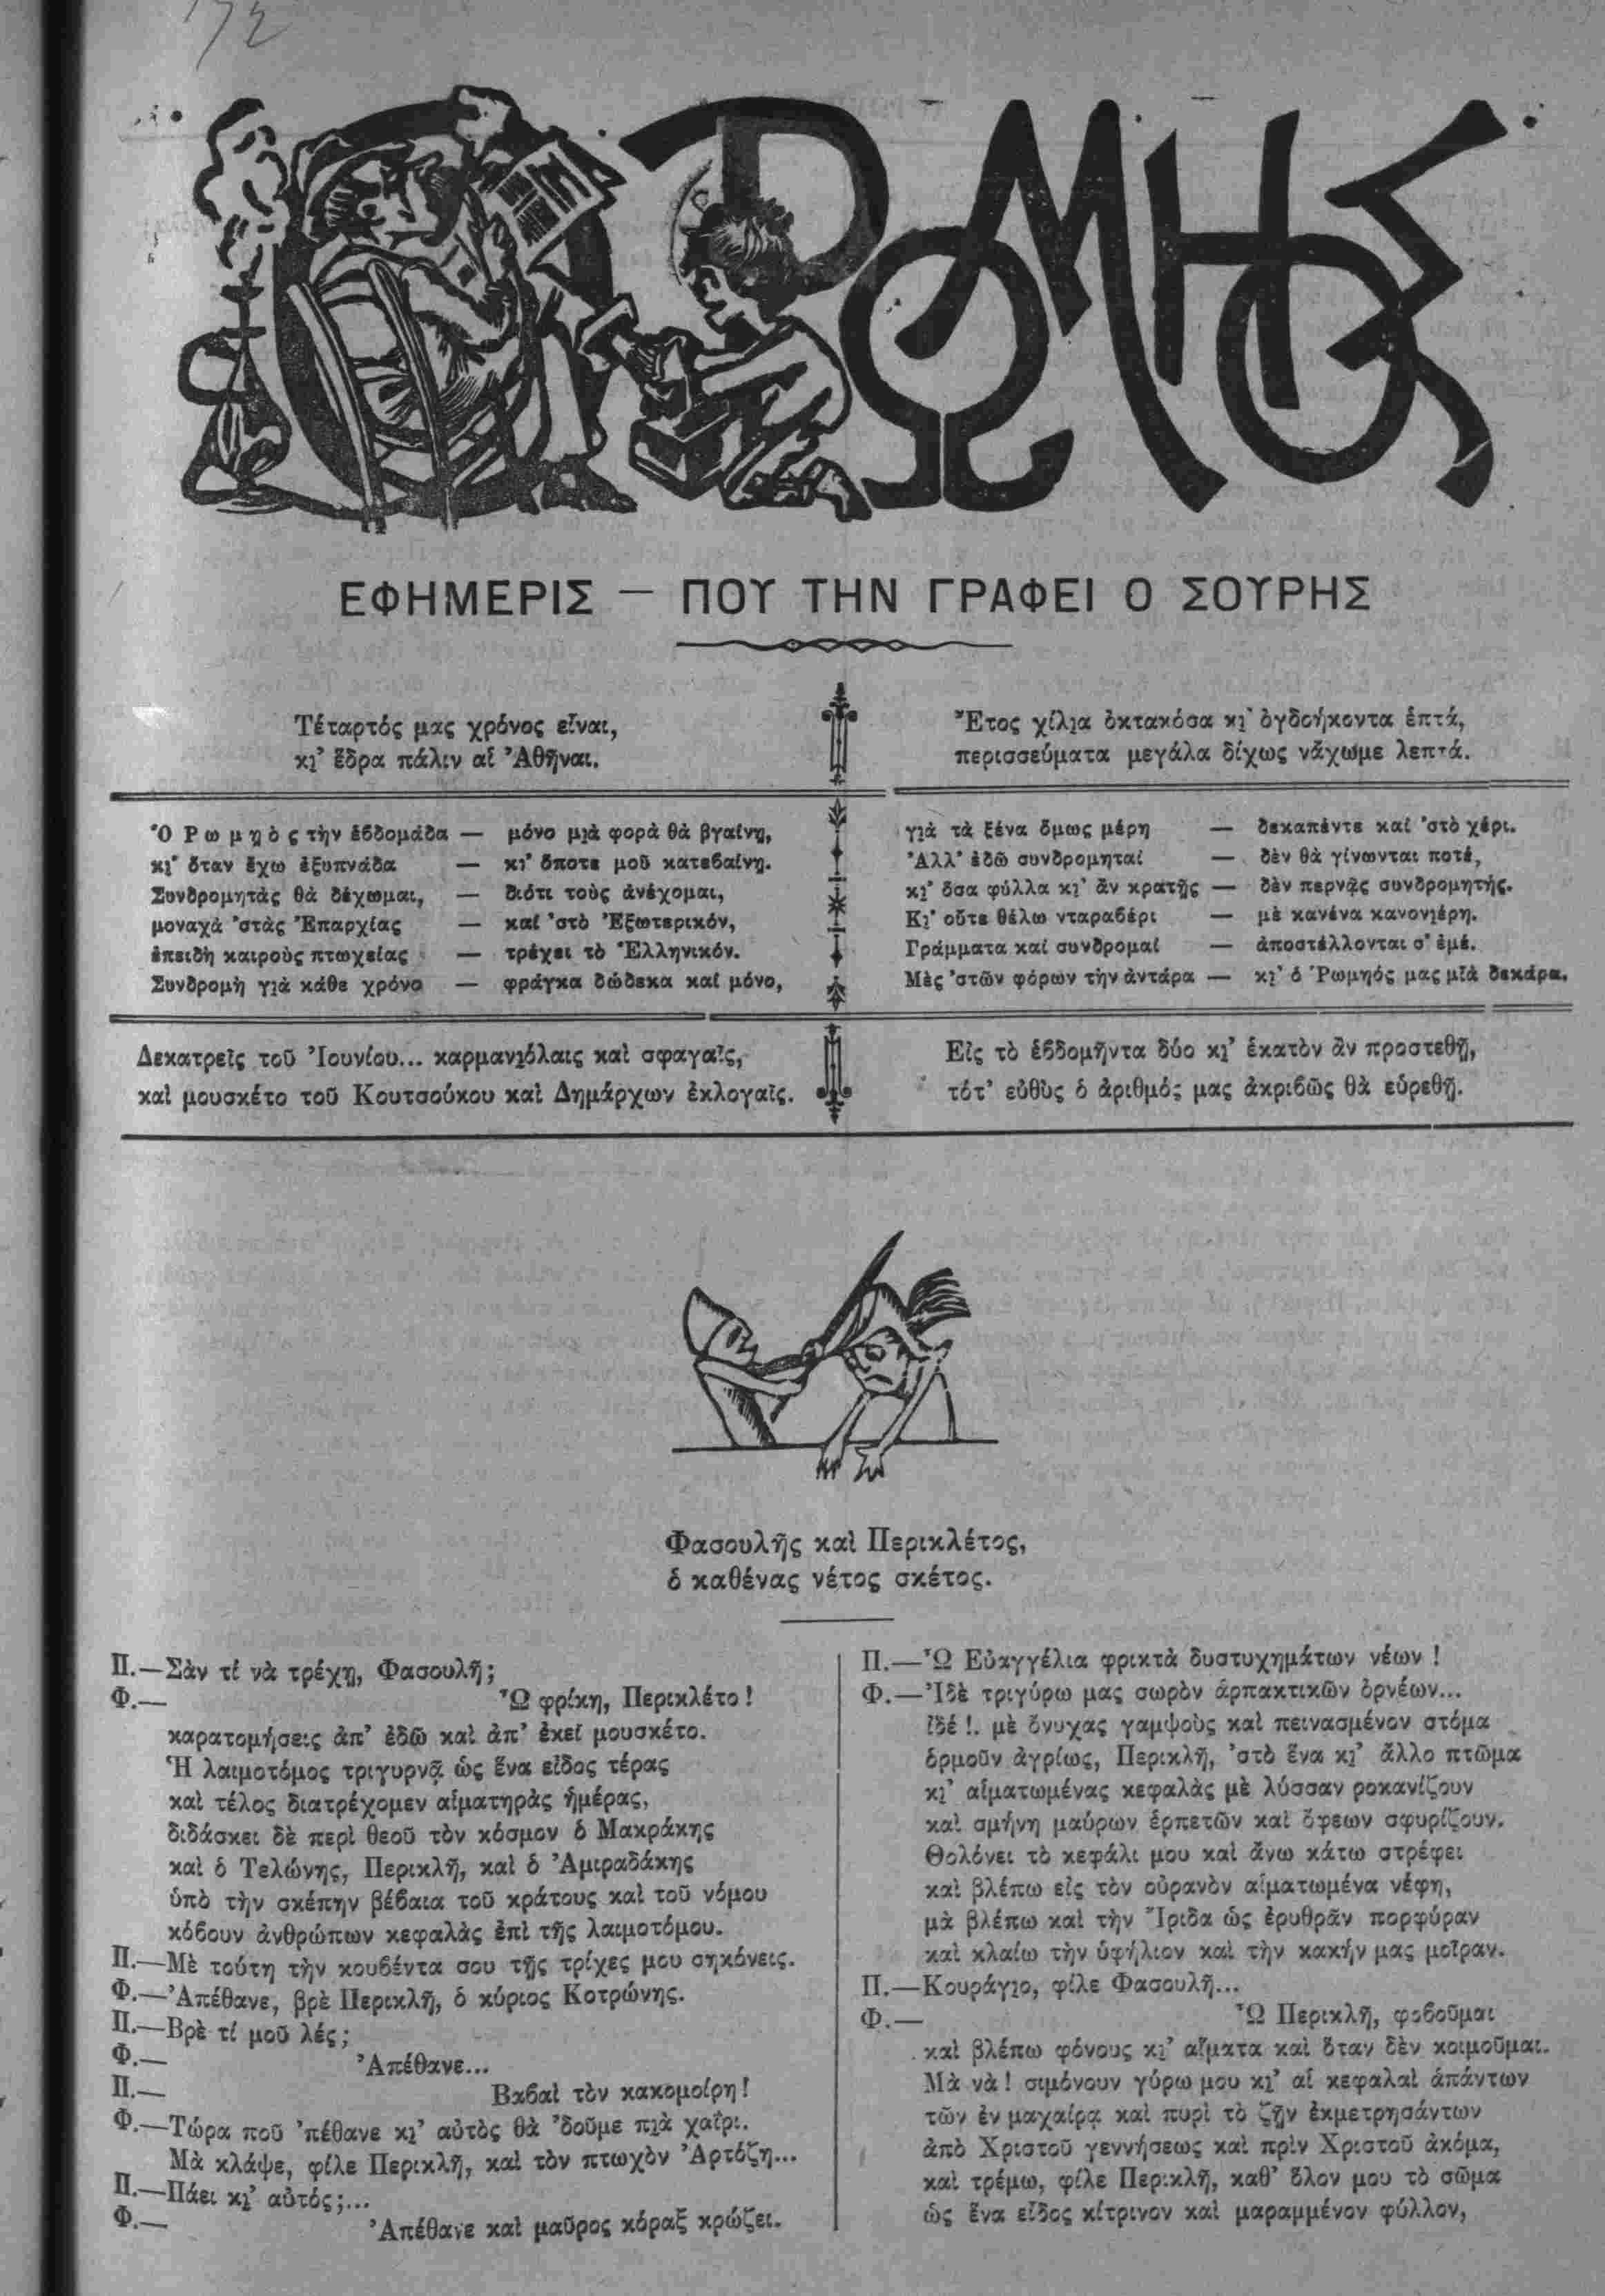 172
Ο ΡΩΜΗΟΣ
ΕΦΗΜΕΡΙΣ — ΠΟΥ ΤΗΝ ΓΡΑΦΕΙ Ο ΣΟΥΡΗΣ
Τέταρτός μας χρόνος εἶναι,
κι̯’ ἕδρα πάλιν αἱ Ἀθῆναι.
Ἔτος χίλι̯α ὀκτακόσα κι̯’ ὀγδοήκοντα ἑπτά,
περισσεύματα μεγάλα δίχως νἄχωμε λεπτά.
Ὁ Ρωμῃὸς τὴν ἑβδομάδα — μόνο μι̯ὰ φορὰ θὰ βγαίνῃ,
κι̯’ ὅταν ἔχω ἐξυπνάδα — κι̯’ ὅποτε μοῦ κατεβαίνῃ.
Συνδρομητὰς θὰ δέχωμαι, — διότι τοὺς ἀνέχομαι,
μοναχὰ ’στὰς Ἐπαρχίας — καὶ ’στὸ Ἐξωτερικόν,
ἐπειδὴ καιροὺς πτωχείας — τρέχει τὸ Ἑλληνικόν.
Συνδρομὴ γι̯ὰ κάθε χρόνο — φράγκα δώδεκα καὶ μόνο,
γι̯ὰ τὰ ξένα ὅμως μέρη — δεκαπέντε καὶ ’στὸ χέρι.
Ἀλλ’ ἐδῶ συνδρομηταί — δὲν θὰ γίνωνται ποτέ,
κι̯’ ὅσα φύλλα κι̯’ ἂν κρατῇς — δὲν περνᾷς συνδρομητής.
Κι̯’ οὔτε θέλω νταραβέρι — μὲ κανένα κανονι̯έρη.
Γράμματα καὶ συνδρομαί — ἀποστέλλονται σ’ ἐμέ.
Μὲς ’στῶν φόρων τὴν ἀντάρα — κι̯’ ὁ Ῥωμηός μας μιὰ δεκάρα.
Δεκατρεῖς τοῦ Ἰουνίου... καρμανι̯όλαις καὶ σφαγαῖς,
καὶ μουσκέτο τοῦ Κουτσούκου καὶ Δημάρχων ἐκλογαῖς.
Εἰς τὸ ἑβδομῆντα δύο κι̯’ ἑκατὸν ἂν προστεθῇ,
τότ’ εὐθὺς ὁ ἀριθμός μας ἀκριβῶς θὰ εὑρεθῇ.
Φασουλῆς καὶ Περικλέτος,
ὁ καθένας νέτος σκέτος.
Π.—Σὰν τί νὰ τρέχῃ, Φασουλῆ;
Φ.— Ὢ φρίκη, Περικλέτο!
καρατομήσεις ἀπ’ ἐδῶ καὶ ἀπ’ ἐκεῖ μουσκέτο.
Ἡ λαιμοτόμος τριγυρνᾷ ὡς ἕνα εἶδος τέρας
καὶ τέλος διατρέχομεν αἱματηρὰς ἡμέρας,
διδάσκει δὲ περὶ θεοῦ τὸν κόσμον ὁ Μακράκης
καὶ ὁ Τελώνης, Περικλῆ, καὶ ὁ Ἀμιραδάκης
ὑπὸ τὴν σκέπην βέβαια τοῦ κράτους καὶ τοῦ νόμου
κόβουν ἀνθρώπων κεφαλὰς ἐπὶ τῆς λαιμοτόμου.
Π.—Μὲ τούτη τὴν κουβέντα σου τῇς τρίχες μου σηκόνεις.
Φ.—Ἀπέθανε, βρὲ Περικλῆ, ὁ κύριος Κοτρώνης.
Π.—Βρὲ τί μοῦ λές;
Φ.— Ἀπέθανε...
Π.— Βαβαὶ τὸν κακομοίρη!
Φ.—Τώρα ποῦ ’πέθανε κι̯’ αὐτὸς θὰ ’δοῦμε πι̯ὰ χαΐρι.
Μὰ κλάψε, φίλε Περικλῆ, καὶ τὸν πτωχὸν Ἀρτόζη...
Π.—Πάει κι̯’ αὐτός;...
Φ.— Ἀπέθανε καὶ μαῦρος κόραξ κρώζει.
Π.—Ὢ Εὐαγγέλια φρικτὰ δυστυχημάτων νέων!
Φ.—Ἰδὲ τριγύρω μας σωρὸν ἁρπακτικῶν ὀρνέων...
ἰδέ!. μὲ ὄνυχας γαμψοὺς καὶ πεινασμένον στόμα
ὁρμοῦν ἀγρίως, Περικλῆ, ’στὸ ἕνα κι̯’ ἄλλο πτῶμα
κι̯’ αἱματωμένας κεφαλὰς μὲ λύσσαν ροκανίζουν
καὶ σμήνη μαύρων ἑρπετῶν καὶ ὄφεων σφυρίζουν.
Θολόνει τὸ κεφάλι μου καὶ ἄνω κάτω στρέφει
καὶ βλέπω εἰς τὸν οὐρανὸν αἱματωμένα νέφη,
μὰ βλέπω καὶ τὴν Ἴριδα ὡς ἐρυθρᾶν πορφύραν
καὶ κλαίω τὴν ὑφήλιον καὶ τὴν κακήν μας μοῖραν.
Π.—Κουράγι̯ο, φίλε Φασουλῆ...
Φ.— Ὢ Περικλῆ, φοβοῦμαι
καὶ βλέπω φόνους κι̯’ αἵματα καὶ ὅταν δὲν κοιμοῦμαι.
Μὰ νὰ! σιμόνουν γύρω μου κι̯’ αἱ κεφαλαὶ ἁπάντων
τῶν ἐν μαχαίρᾳ καὶ πυρὶ τὸ ζῇν ἐκμετρησάντων
ἀπὸ Χριστοῦ γεννήσεως καὶ πρὶν Χριστοῦ ἀκόμα,
καὶ τρέμω, φίλε Περικλῆ, καθ’ ὅλον μου τὸ σῶμα
ὡς ἕνα εἶδος κίτρινον καὶ μαραμμένον φύλλον,